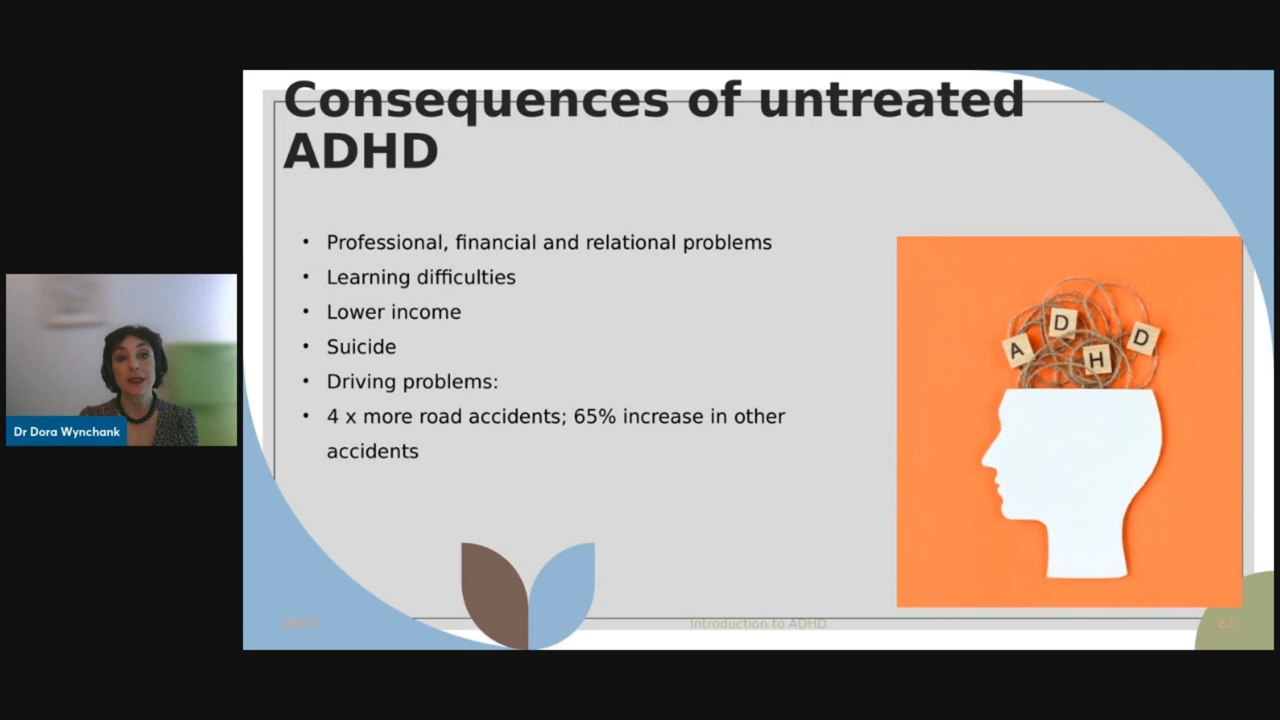 Consequences of untreated
ADHD
• Professional, financial and relational problems
• Learning difficulties
• Lower income
• Suicide
• Driving problems:
• 4 x more road accidents; 65% increase in other
accidents
A D H D
Dr Dora Wynchank
Introduction to ADHD
62